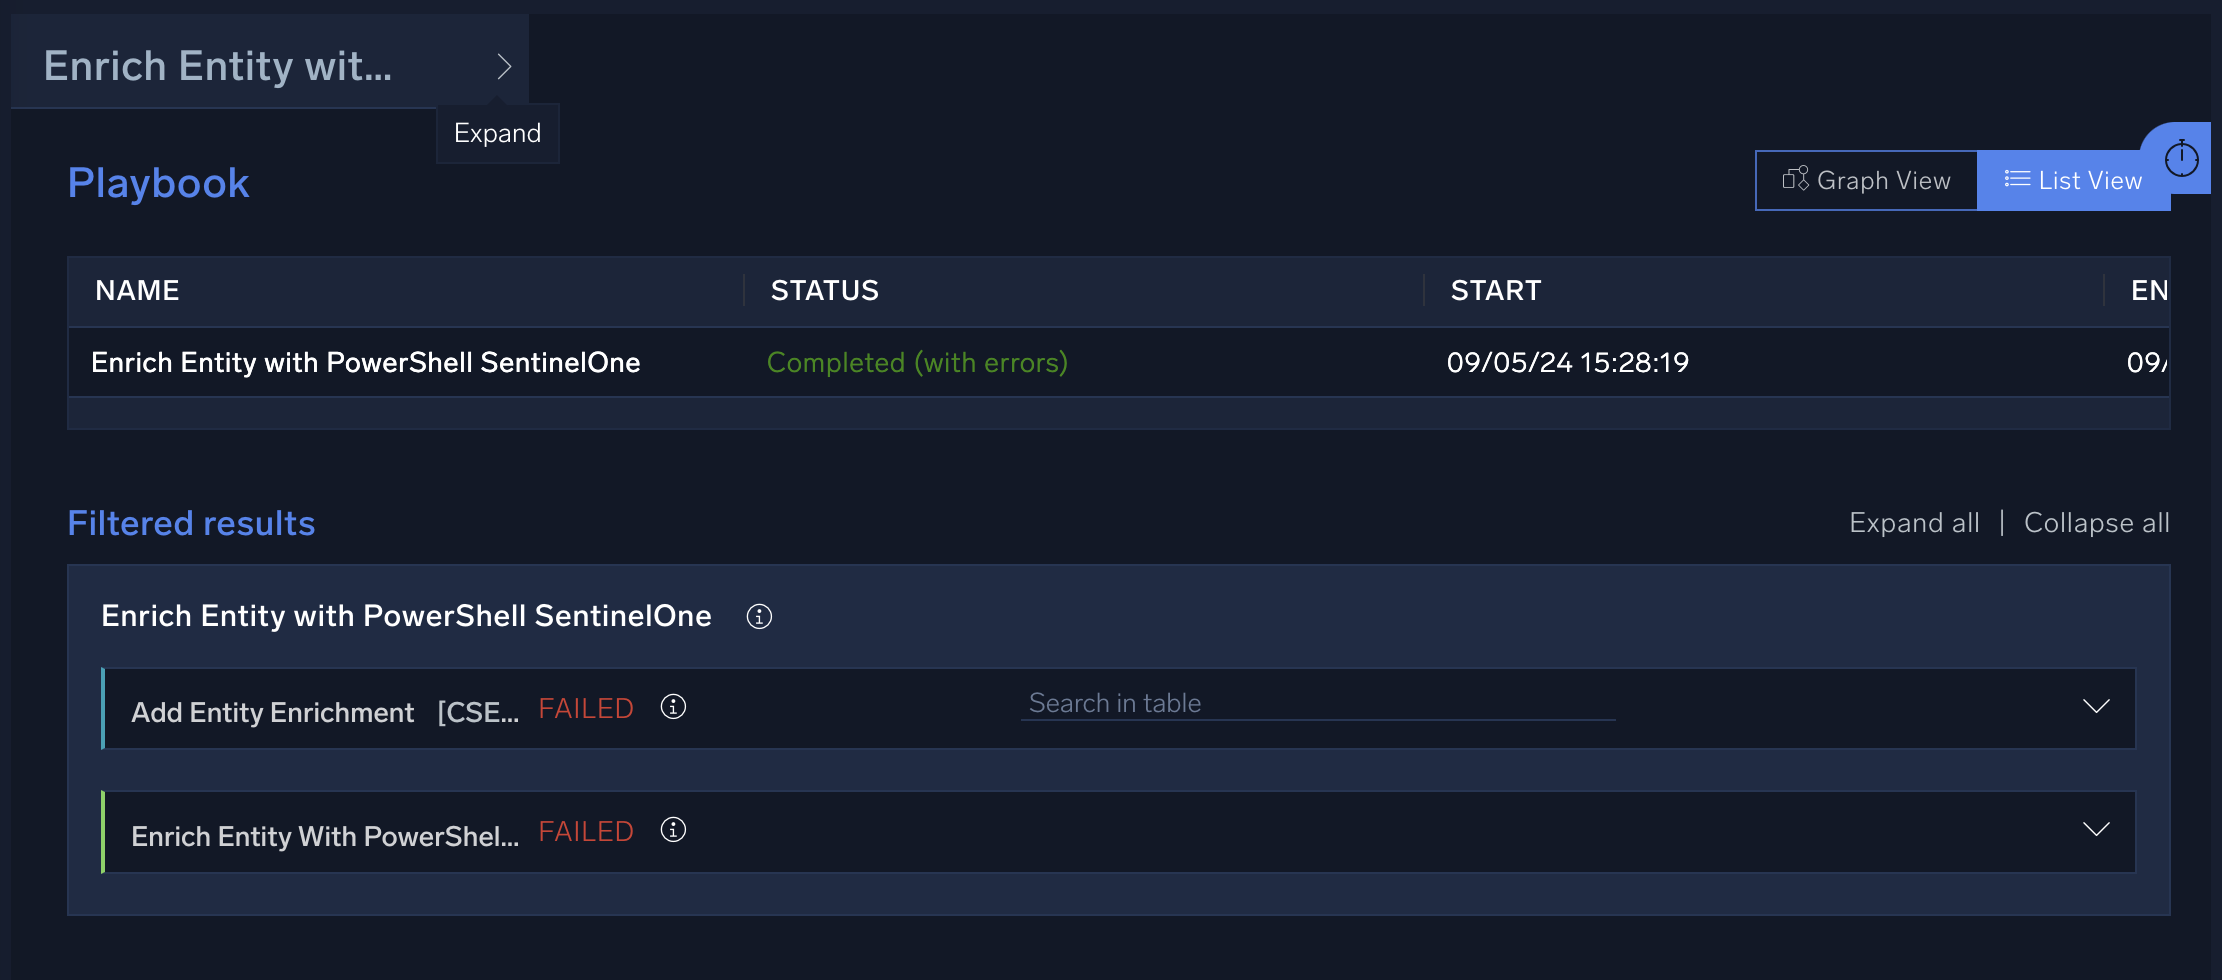 Enrich Entity wit...
Expand
Playbook
Graph View
List View
NAME STATUS START EN
Enrich Entity with PowerShell SentinelOne Completed (with errors) 09/05/24 15:28:19 09/
Filtered results
Expand all | Collapse all
Enrich Entity with PowerShell SentinelOne
Add Entity Enrichment [CSE... FAILED Search in table
Enrich Entity With PowerShel... FAILED